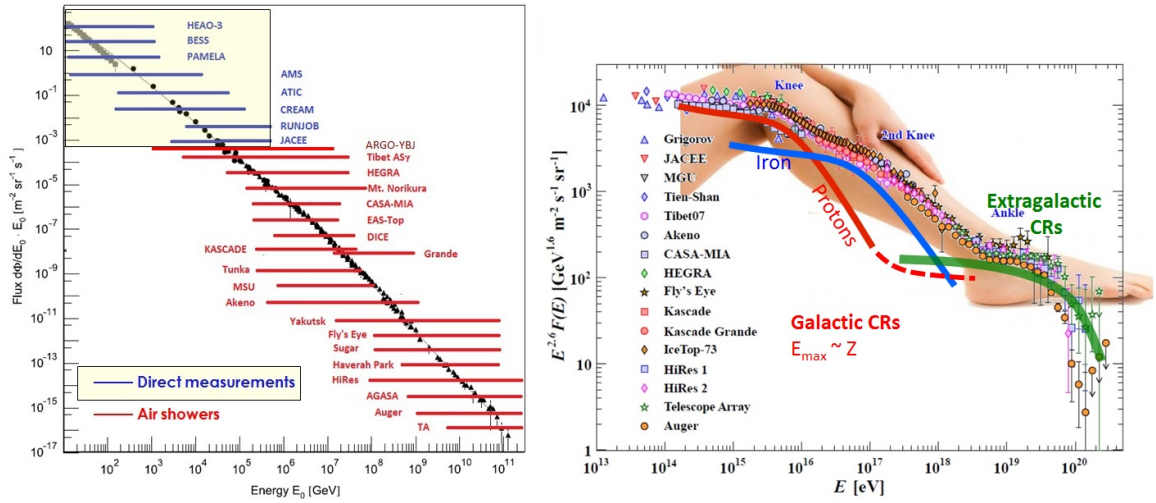 HEAO-3
BESS
PAMELA
AMS
ATIC
CREAM
RUNJOB
JACEE
ARGO-YBJ
Tibet ASγ
HEGRA
Mt. Norikura
CASA-MIA
EAS-Top
DICE
KASCADE
Grande
Tunka
MSU
Akeno
Yakutsk
Fly's Eye
Sugar
Haverah Park
HiRes
AGASA
Auger
TA
Direct measurements
Air showers
Flux dΦ/dE₀ · E₀ [m⁻² sr⁻¹ s⁻¹]
10
10⁻¹
10⁻³
10⁻⁵
10⁻⁷
10⁻⁹
10⁻¹¹
10⁻¹³
10⁻¹⁵
10⁻¹⁷
10² 10³ 10⁴ 10⁵ 10⁶ 10⁷ 10⁸ 10⁹ 10¹⁰ 10¹¹
Energy E₀ [GeV]
E²·⁶F(E) [GeV¹·⁶ m⁻² s⁻¹ sr⁻¹]
10⁴
10³
10²
10
1
Knee
2nd Knee
Ankle
Iron
Protons
Extragalactic
CRs
Galactic CRs
Eₘₐₓ ~ Z
Grigorov
JACEE
MGU
Tien-Shan
Tibet07
Akeno
CASA-MIA
HEGRA
Fly's Eye
Kascade
Kascade Grande
IceTop-73
HiRes 1
HiRes 2
Telescope Array
Auger
10¹³ 10¹⁴ 10¹⁵ 10¹⁶ 10¹⁷ 10¹⁸ 10¹⁹ 10²⁰
E [eV]